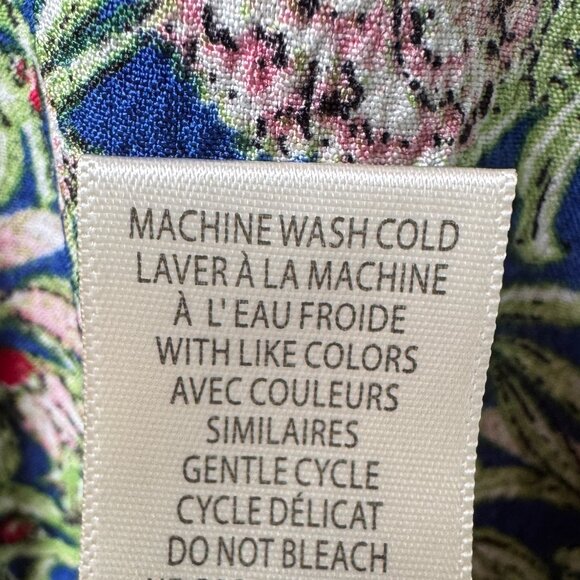 MACHINE WASH COLD
LAVER À LA MACHINE
À L'EAU FROIDE
WITH LIKE COLORS
AVEC COULEURS
SIMILAIRES
GENTLE CYCLE
CYCLE DÉLICAT
DO NOT BLEACH